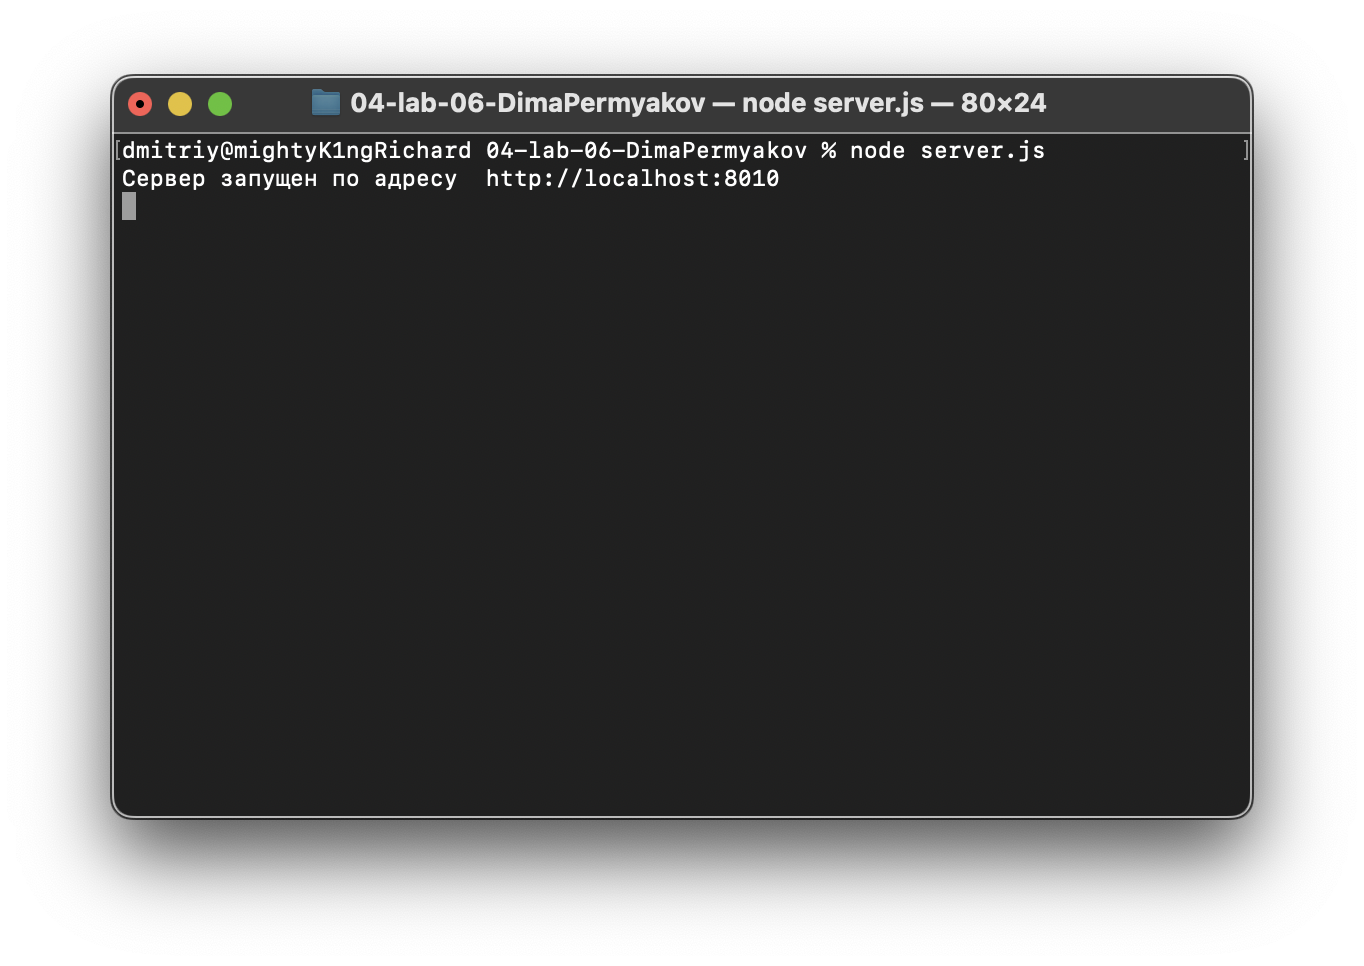 04-lab-06-DimaPermyakov — node server.js — 80×24
[dmitriy@mightyK1ngRichard 04-lab-06-DimaPermyakov % node server.js ]
Сервер запущен по адресу  http://localhost:8010